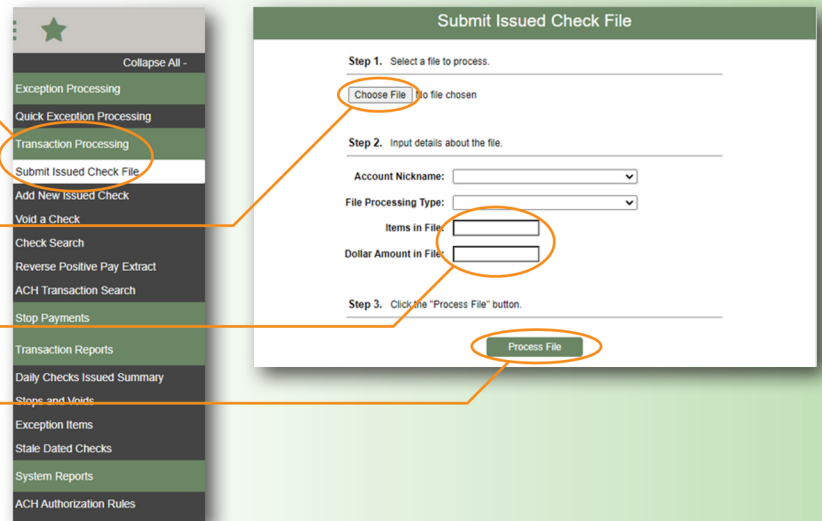 Collapse All -
Exception Processing
Quick Exception Processing
Transaction Processing
Submit Issued Check File
Add New Issued Check
Void a Check
Check Search
Reverse Positive Pay Extract
ACH Transaction Search
Stop Payments
Transaction Reports
Daily Checks Issued Summary
Stops and Voids
Exception Items
Stale Dated Checks
System Reports
ACH Authorization Rules
Submit Issued Check File
Step 1. Select a file to process.
Choose File No file chosen
Step 2. Input details about the file.
Account Nickname:
File Processing Type:
Items in File:
Dollar Amount in File:
Step 3. Click the "Process File" button.
Process File